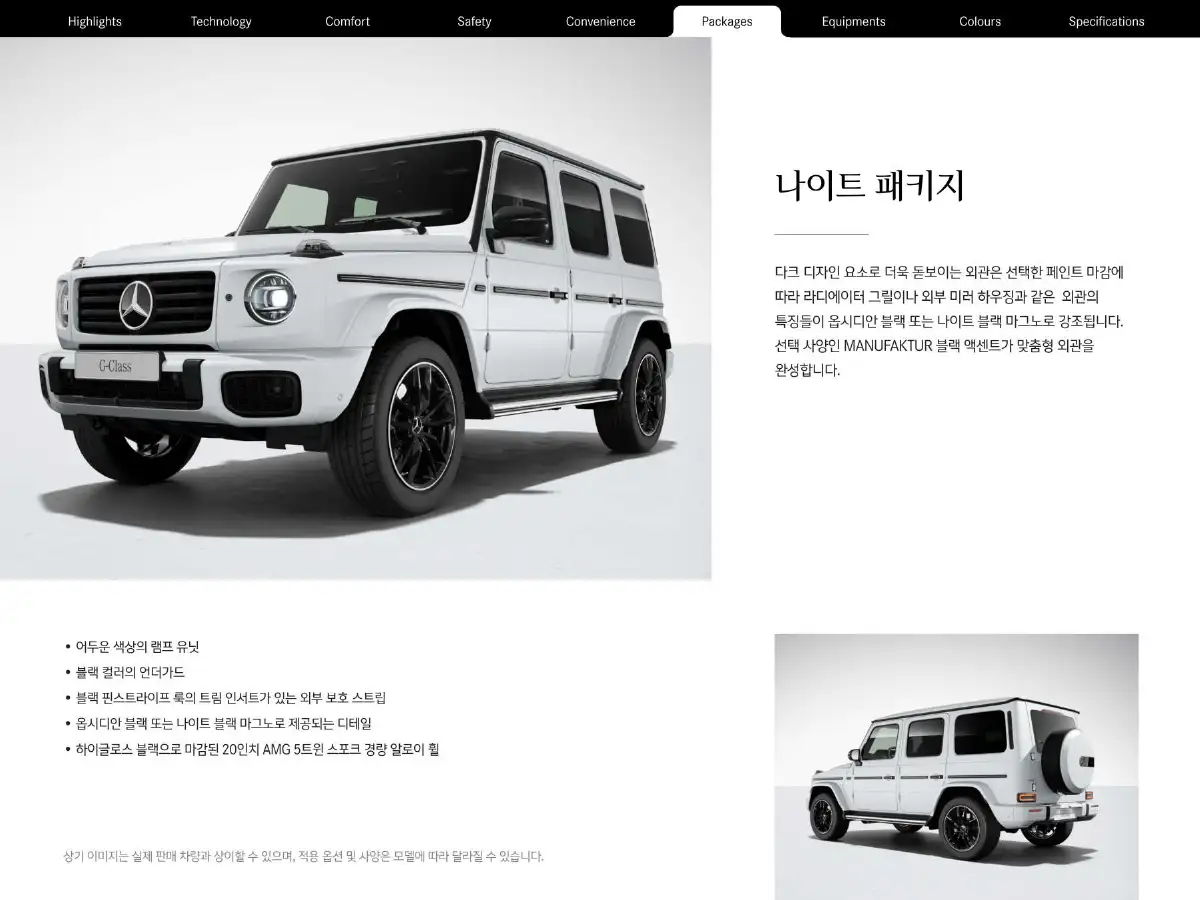 Highlights
Technology
Comfort
Safety
Convenience
Packages
Equipments
Colours
Specifications
G-Class
나이트 패키지
다크 디자인 요소로 더욱 돋보이는 외관은 선택한 페인트 마감에
따라 라디에이터 그릴이나 외부 미러 하우징과 같은 외관의
특징들이 옵시디안 블랙 또는 나이트 블랙 마그노로 강조됩니다.
선택 사양인 MANUFAKTUR 블랙 액센트가 맞춤형 외관을
완성합니다.
• 어두운 색상의 램프 유닛
• 블랙 컬러의 언더가드
• 블랙 핀스트라이프 룩의 트림 인서트가 있는 외부 보호 스트립
• 옵시디안 블랙 또는 나이트 블랙 마그노로 제공되는 디테일
• 하이글로스 블랙으로 마감된 20인치 AMG 5트윈 스포크 경량 알로이 휠
상기 이미지는 실제 판매 차량과 상이할 수 있으며, 적용 옵션 및 사양은 모델에 따라 달라질 수 있습니다.